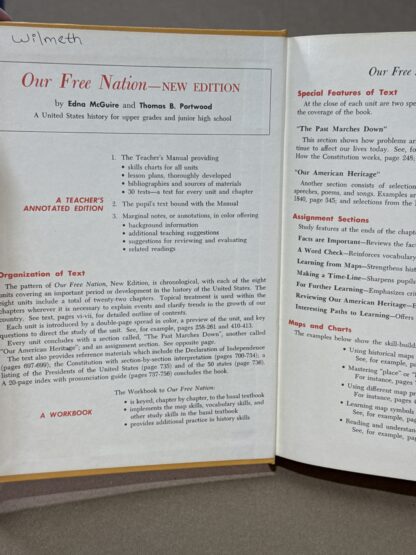 Wilmeth
Our Free Nation—NEW EDITION
by Edna McGuire and Thomas B. Portwood
A United States history for upper grades and junior high school
A TEACHER'S
ANNOTATED EDITION
1. The Teacher's Manual providing
• skills charts for all units
• lesson plans, thoroughly developed
• bibliographies and sources of materials
• 30 tests—a test for every unit and chapter
2. The pupil's text bound with the Manual
3. Marginal notes, or annotations, in color offering
• background information
• additional teaching suggestions
• suggestions for reviewing and evaluating
• related readings
Organization of Text
The pattern of Our Free Nation, New Edition, is chronological, with each of the eight
units covering an important period or development in the history of the United States. The
eight units include a total of twenty-two chapters. Topical treatment is used within the
chapters wherever it is necessary to explain events and clarify trends in the growth of our
country. See text, pages vi-vii, for detailed outline of contents.
Each unit is introduced by a double-page spread in color, a preview of the unit, and key
questions to direct the study of the unit. See, for example, pages 258-261 and 410-413.
Every unit concludes with a section called, "The Past Marches Down", another called
"Our American Heritage"; and an assignment section. See opposite page.
The text also provides reference materials which include the Declaration of Independence
(pages 697-699); the Constitution with section-by-section interpretation (pages 700-734); a
listing of the Presidents of the United States (page 735) and of the 50 states (page 736).
A 20-page index with pronunciation guide (pages 737-756) concludes the book.
A WORKBOOK
The Workbook to Our Free Nation:
• is keyed, chapter by chapter, to the basal textbook
• implements the map skills, vocabulary skills, and
other study skills in the basal textbook
• provides additional practice in history skills
Our Free
Special Features of Text
At the close of each unit are two spe
the coverage of the book.
"The Past Marches Down"
This section shows how problems ar
time to affect our lives today. See, fo
How the Constitution works, page 248,
"Our American Heritage"
Another section consists of selection
speeches, poems, and songs. Examples ar
1840, page 345; and selections from the
Assignment Sections
Study features at the ends of the chapte
Facts are Important—Reviews the fact
A Word Check—Reinforces vocabulary
Learning from Maps—Strengthens hist
Making a Time-Line—Sharpens pupils
For Further Learning—Emphasizes criti
Reviewing Our American Heritage—E
Interesting Paths to Learning—Offers
Maps and Charts
The examples below show the skill-build
• Using historical maps
See, for example, pa
• Mastering "place" or "l
For instance, pages
• Using different map pr
For instance, pages 4
• Learning map symbols
See, for example, pa
• Reading and understan
See, for example, pa